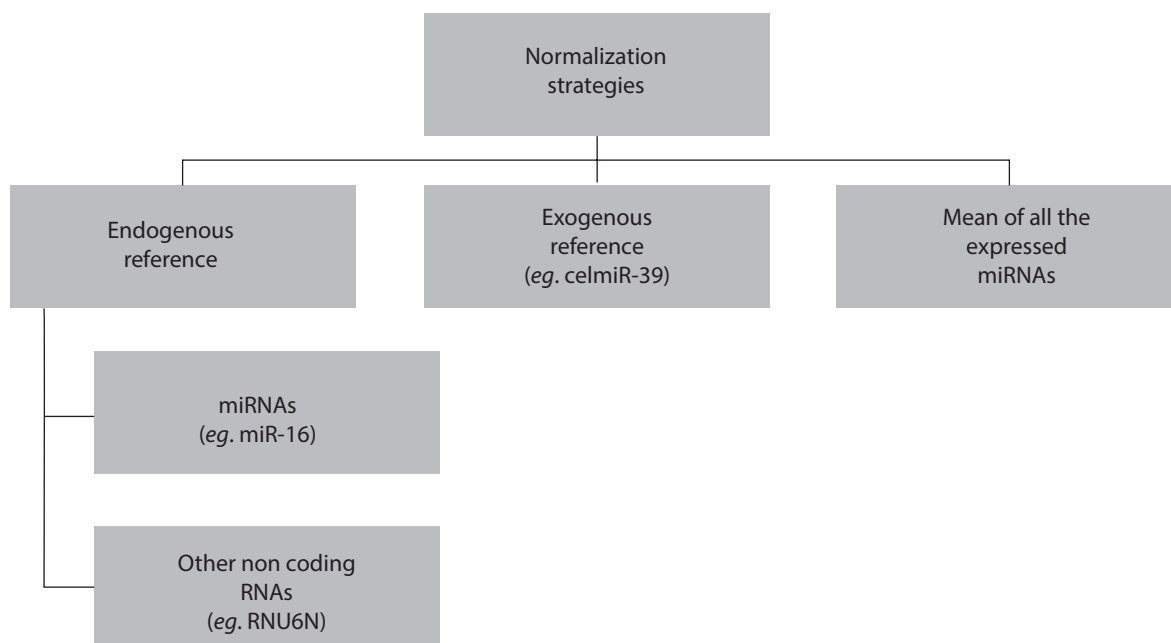 Normalization
strategies
Endogenous
reference
Exogenous
reference
(eg. celmiR-39)
Mean of all the
expressed
miRNAs
miRNAs
(eg. miR-16)
Other non coding
RNAs
(eg. RNU6N)